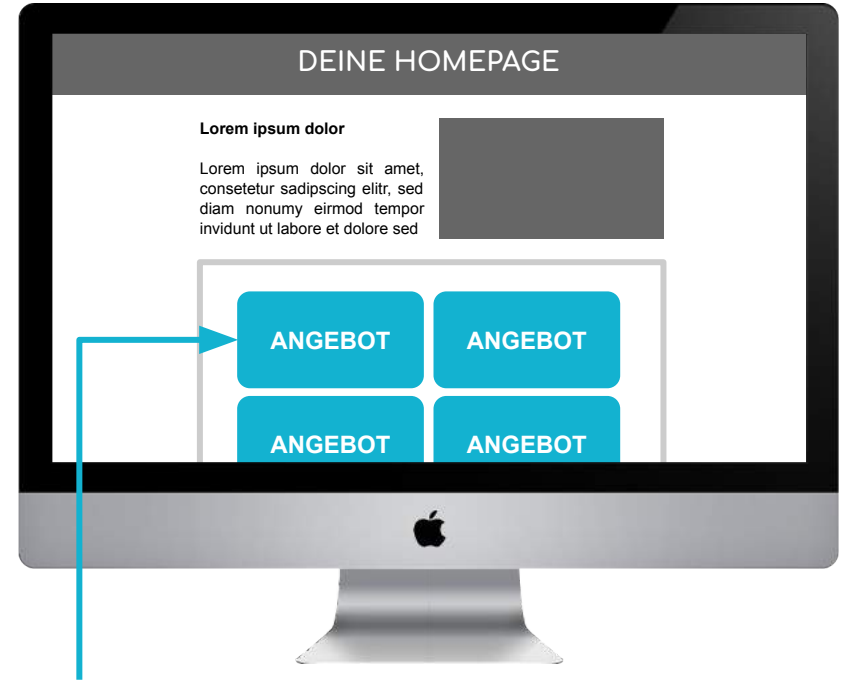 DEINE HOMEPAGE
Lorem ipsum dolor
Lorem ipsum dolor sit amet,
consetetur sadipscing elitr, sed
diam nonumy eirmod tempor
invidunt ut labore et dolore sed
ANGEBOT ANGEBOT
ANGEBOT ANGEBOT